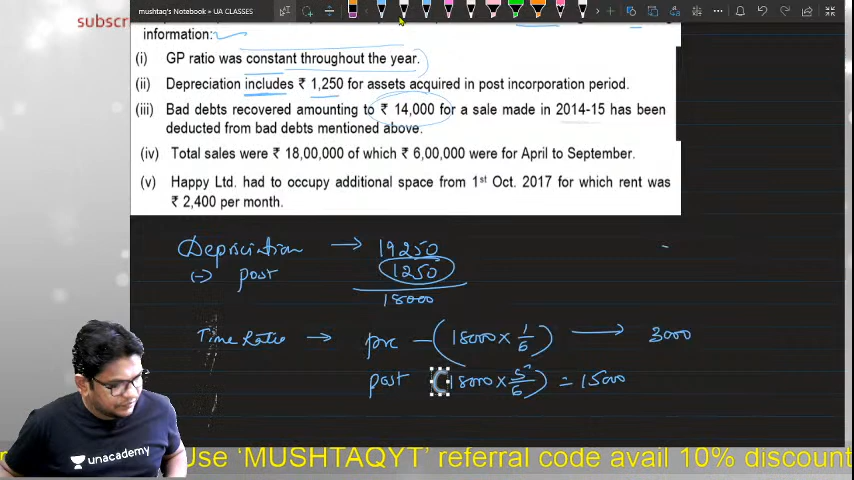 mushtaq's Notebook » UA CLASSES
subscr
information:
(i) GP ratio was constant throughout the year.
(ii) Depreciation includes ₹ 1,250 for assets acquired in post incorporation period.
(iii) Bad debts recovered amounting to ₹ 14,000 for a sale made in 2014-15 has been
deducted from bad debts mentioned above.
(iv) Total sales were ₹ 18,00,000 of which ₹ 6,00,000 were for April to September.
(v) Happy Ltd. had to occupy additional space from 1st Oct. 2017 for which rent was
₹ 2,400 per month.
Depriciation → 19250
(-) post 1250
18000
Time Ratio → pre – (18000 × 1/6) → 3000
post (18000 × 5/6) = 15000
unacademy
Use ‘MUSHTAQYT’ referral code avail 10% discount